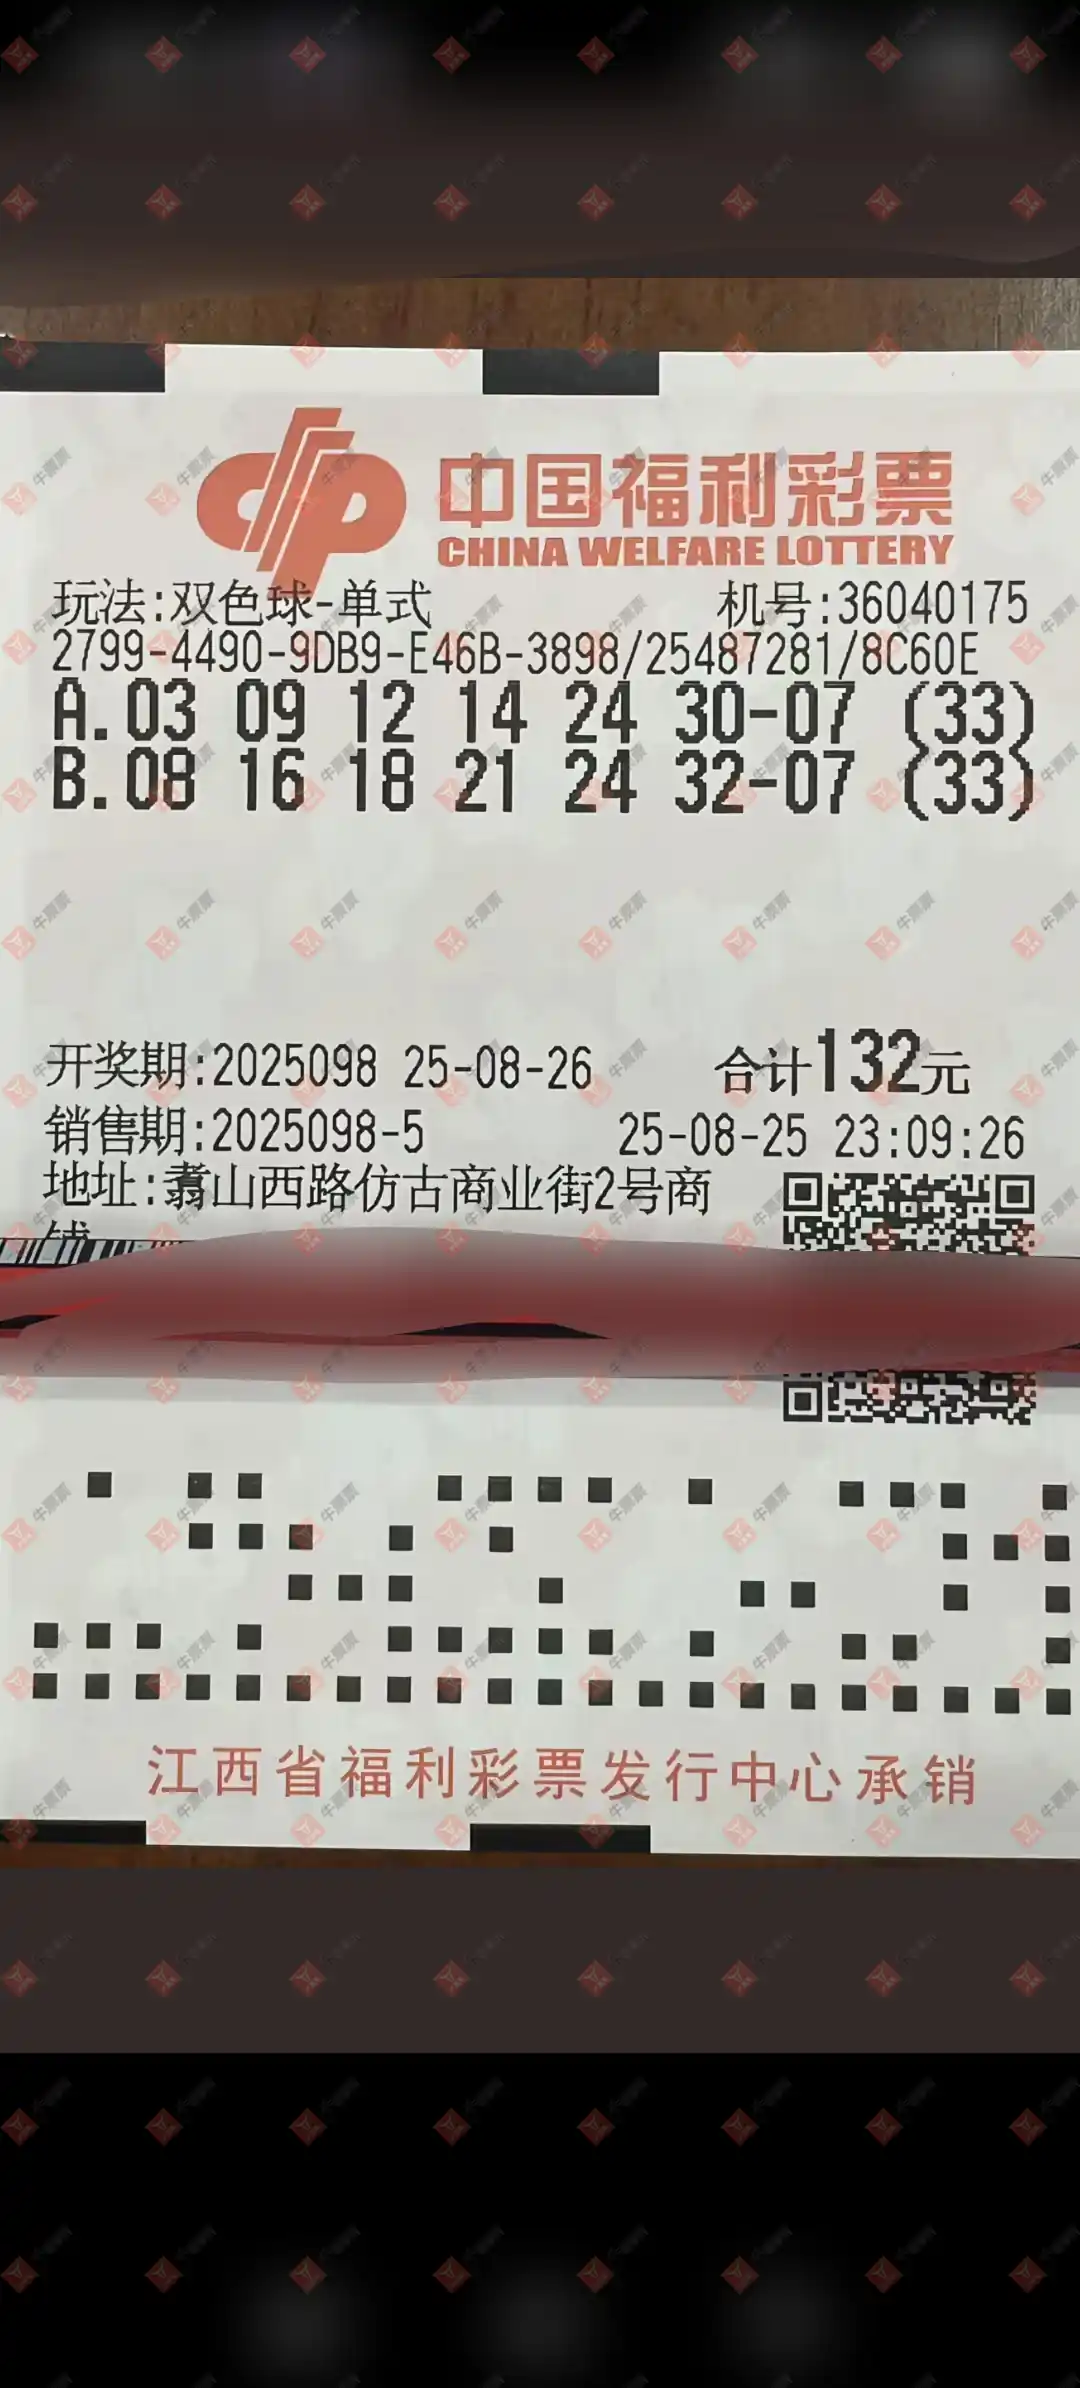 中国福利彩票
CHINA WELFARE LOTTERY
玩法:双色球-单式 机号:36040175
2799-4490-9DB9-E46B-3898/25487281/8C60E
A.03 09 12 14 24 30-07 (33)
B.08 16 18 21 24 32-07 (33)
开奖期:2025098 25-08-26 合计132元
销售期:2025098-5 25-08-25 23:09:26
地址:翥山西路仿古商业街2号商
江西省福利彩票发行中心承销
牛票票